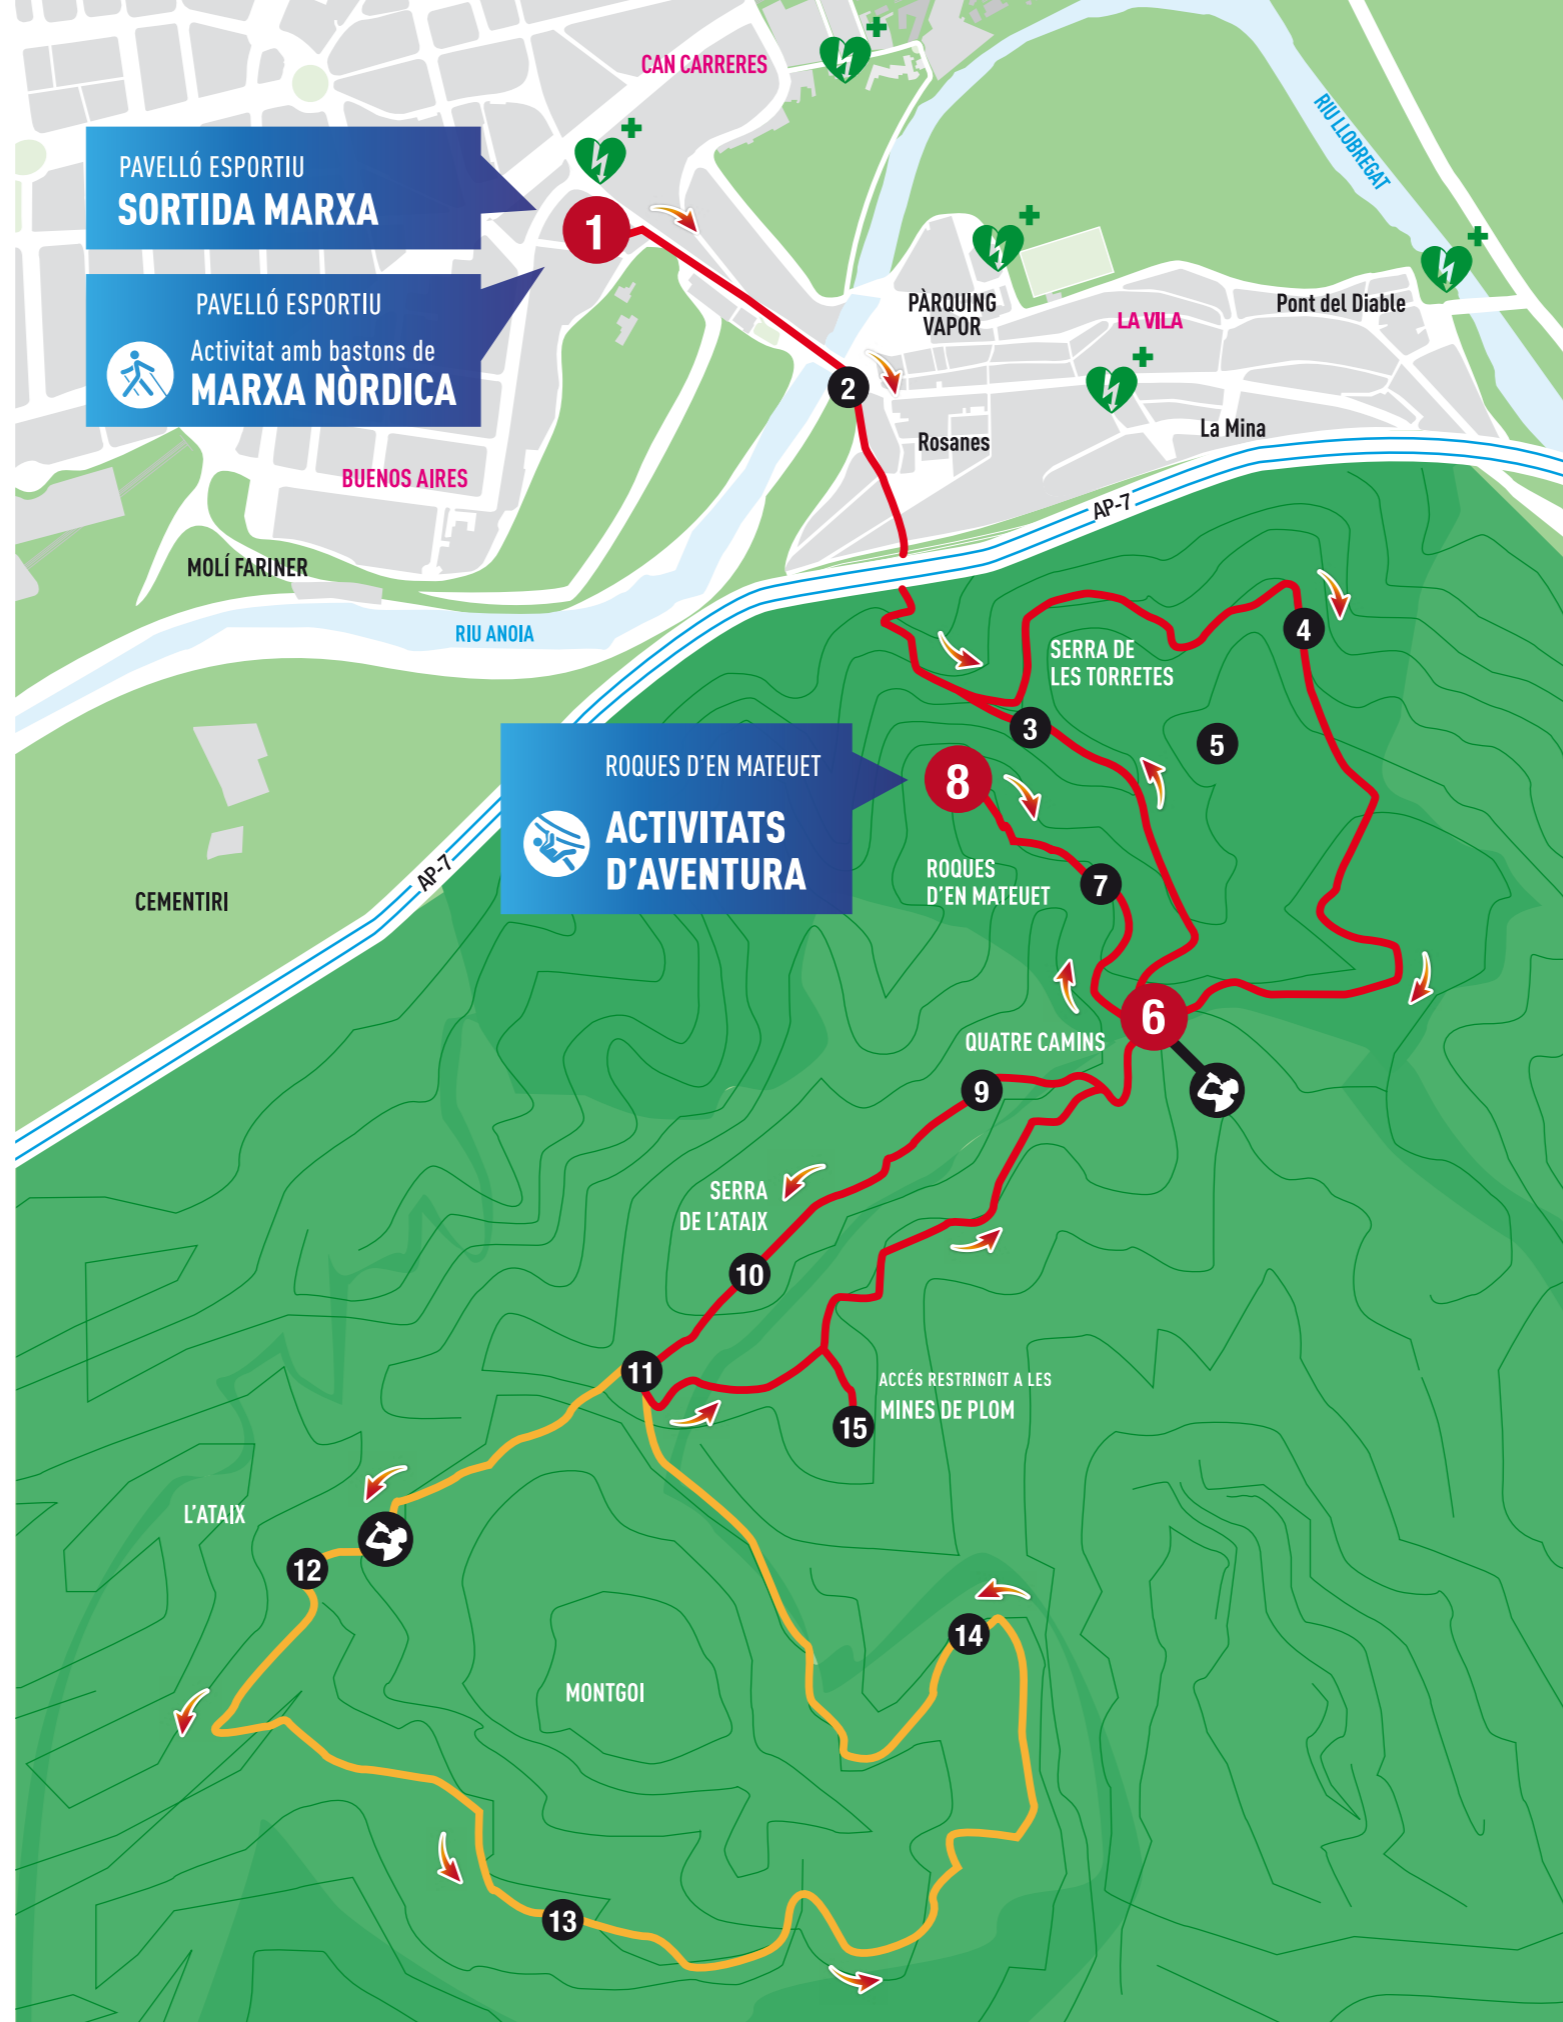 CAN CARRERES
RIU LLOBREGAT
PAVELLÓ ESPORTIU
SORTIDA MARXA
1
PAVELLÓ ESPORTIU
Activitat amb bastons de
MARXA NÒRDICA
PÀRQUING
VAPOR
LA VILA
Pont del Diable
2
Rosanes
La Mina
BUENOS AIRES
AP-7
MOLÍ FARINER
RIU ANOIA
4
SERRA DE
LES TORRETES
3
5
ROQUES D'EN MATEUET
ACTIVITATS
D'AVENTURA
8
ROQUES
D'EN MATEUET
7
AP-7
CEMENTIRI
6
QUATRE CAMINS
9
SERRA
DE L'ATAIX
10
11
ACCÉS RESTRINGIT A LES
MINES DE PLOM
15
L'ATAIX
12
14
MONTGOI
13